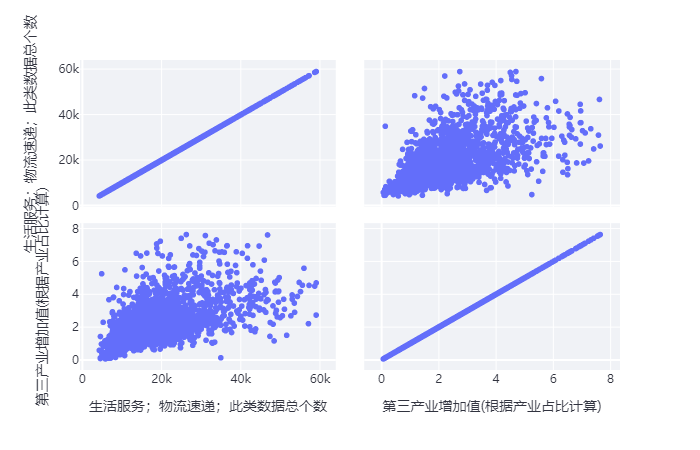 生活服务；物流速递；此类数据总个数
60k
40k
20k
0
第三产业增加值(根据产业占比计算)
8
6
4
2
0
0
20k
40k
60k
0
2
4
6
8
生活服务；物流速递；此类数据总个数
第三产业增加值(根据产业占比计算)